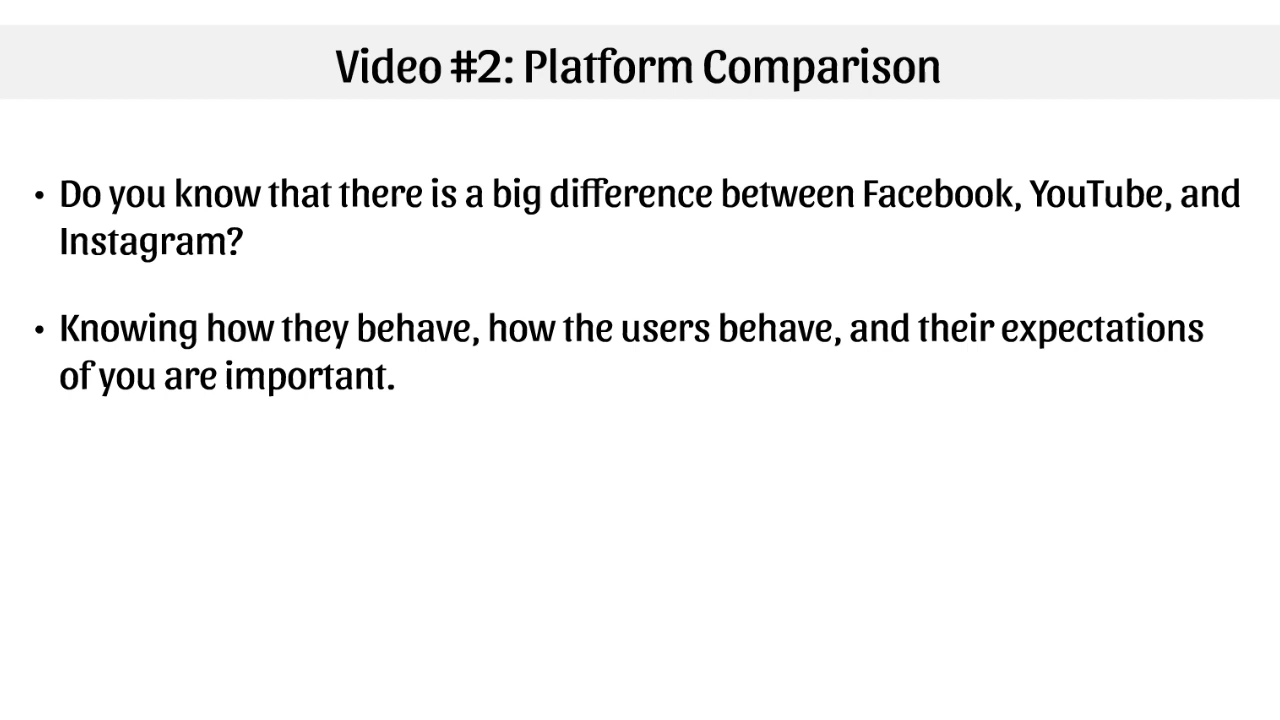 Video #2: Platform Comparison
• Do you know that there is a big difference between Facebook, YouTube, and
Instagram?
• Knowing how they behave, how the users behave, and their expectations
of you are important.